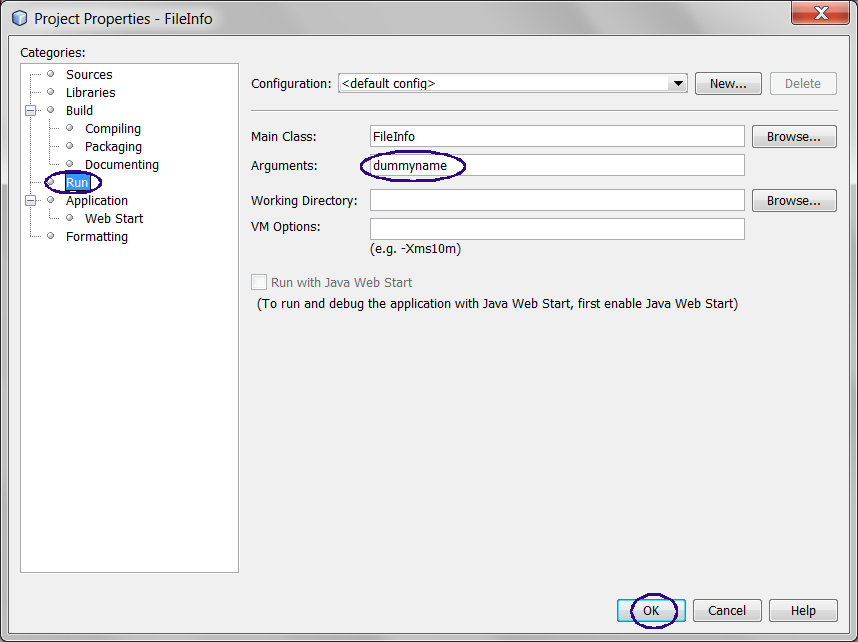 Project Properties - FileInfo
Categories:
Sources
Libraries
Build
Compiling
Packaging
Documenting
Run
Application
Web Start
Formatting
Configuration: <default config> New... Delete
Main Class: FileInfo Browse...
Arguments: dummyname
Working Directory: Browse...
VM Options:
(e.g. -Xms10m)
Run with Java Web Start
(To run and debug the application with Java Web Start, first enable Java Web Start)
OK Cancel Help